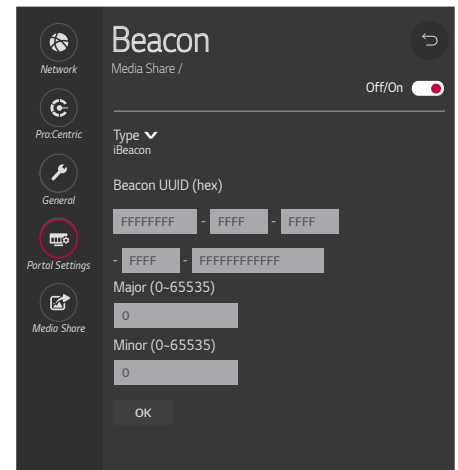 Beacon
Media Share /
Off/On
Network
Pro:Centric
General
Portal Settings
Media Share
Type
iBeacon
Beacon UUID (hex)
FFFFFFFF - FFFF - FFFF
- FFFF - FFFFFFFFFFFF
Major (0~65535)
0
Minor (0~65535)
0
OK